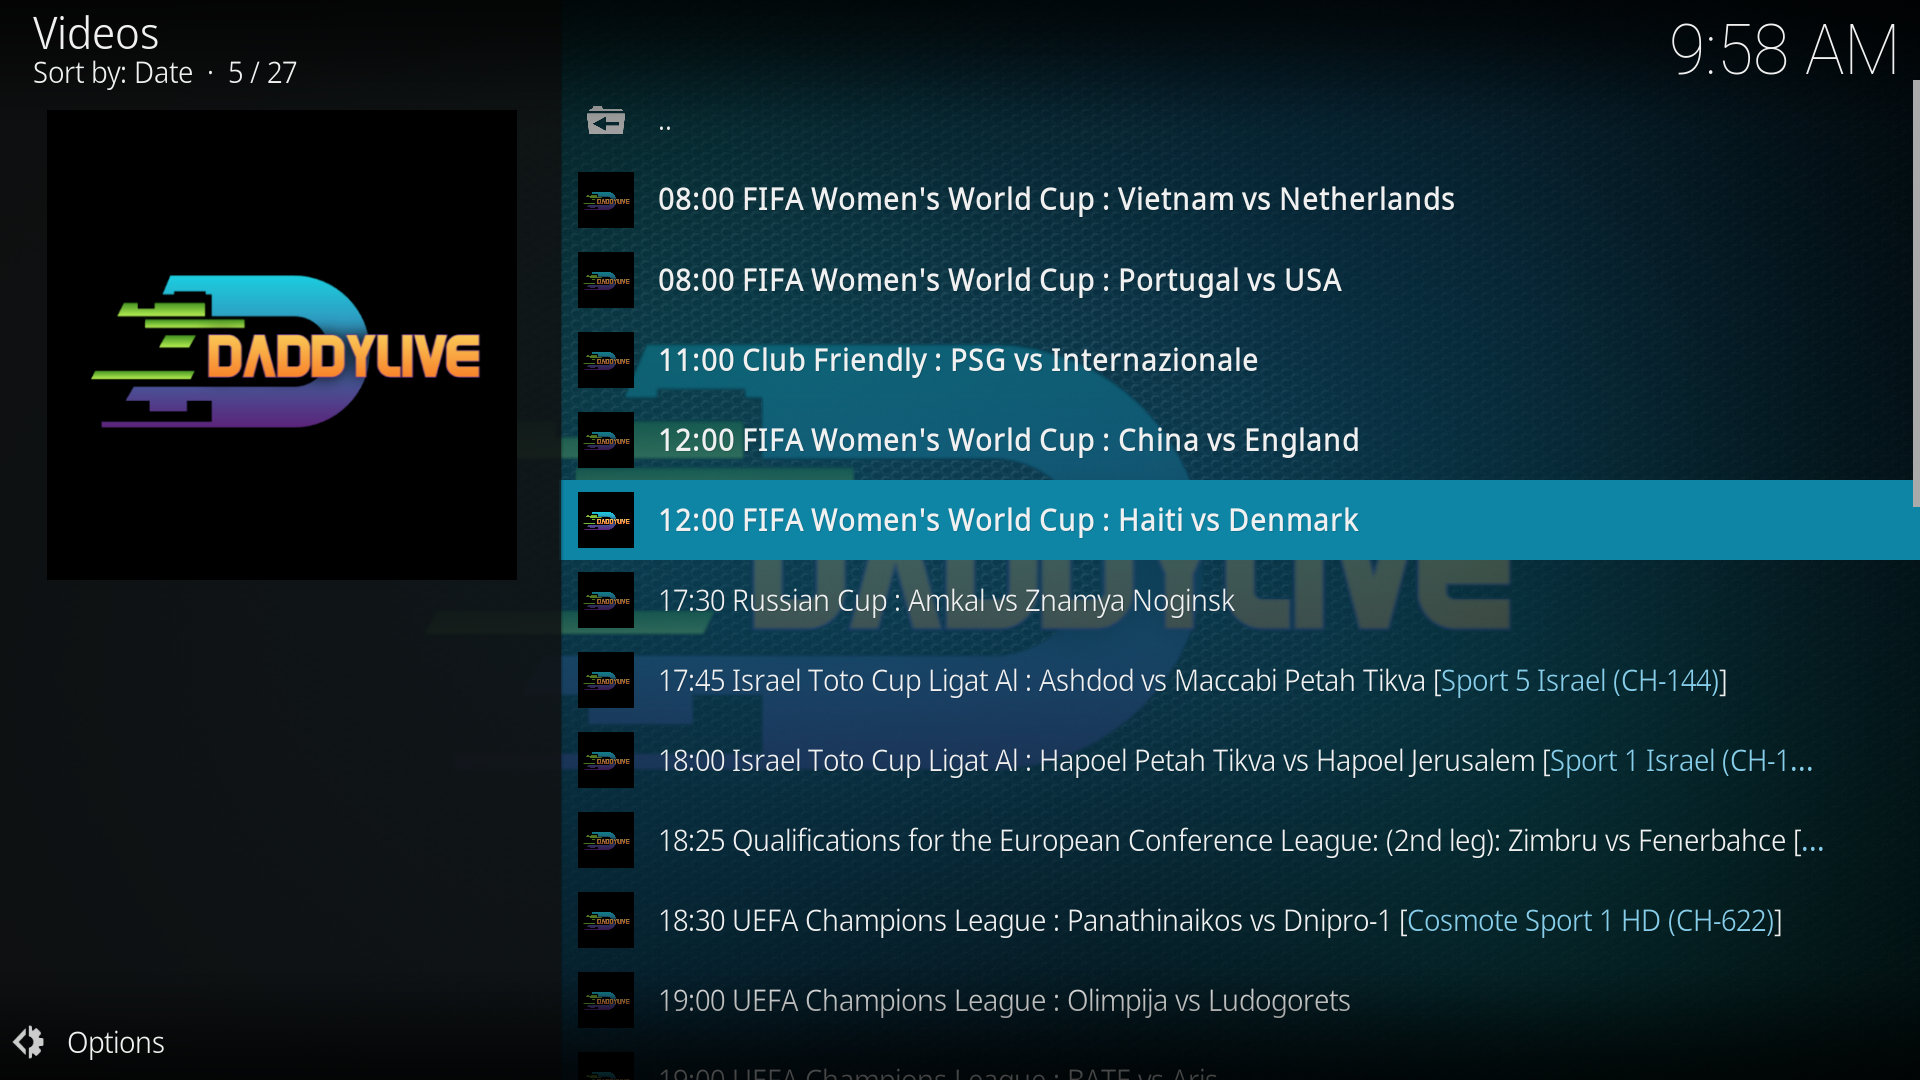 Videos
Sort by: Date · 5 / 27
9:58 AM
DADDYLIVE
..
08:00 FIFA Women's World Cup : Vietnam vs Netherlands
08:00 FIFA Women's World Cup : Portugal vs USA
11:00 Club Friendly : PSG vs Internazionale
12:00 FIFA Women's World Cup : China vs England
12:00 FIFA Women's World Cup : Haiti vs Denmark
DADDYLIVE
17:30 Russian Cup : Amkal vs Znamya Noginsk
17:45 Israel Toto Cup Ligat Al : Ashdod vs Maccabi Petah Tikva [Sport 5 Israel (CH-144)]
18:00 Israel Toto Cup Ligat Al : Hapoel Petah Tikva vs Hapoel Jerusalem [Sport 1 Israel (CH-1...
18:25 Qualifications for the European Conference League: (2nd leg): Zimbru vs Fenerbahce [...
18:30 UEFA Champions League : Panathinaikos vs Dnipro-1 [Cosmote Sport 1 HD (CH-622)]
19:00 UEFA Champions League : Olimpija vs Ludogorets
19:00 UEFA Champions League : BATE vs Aris
Options